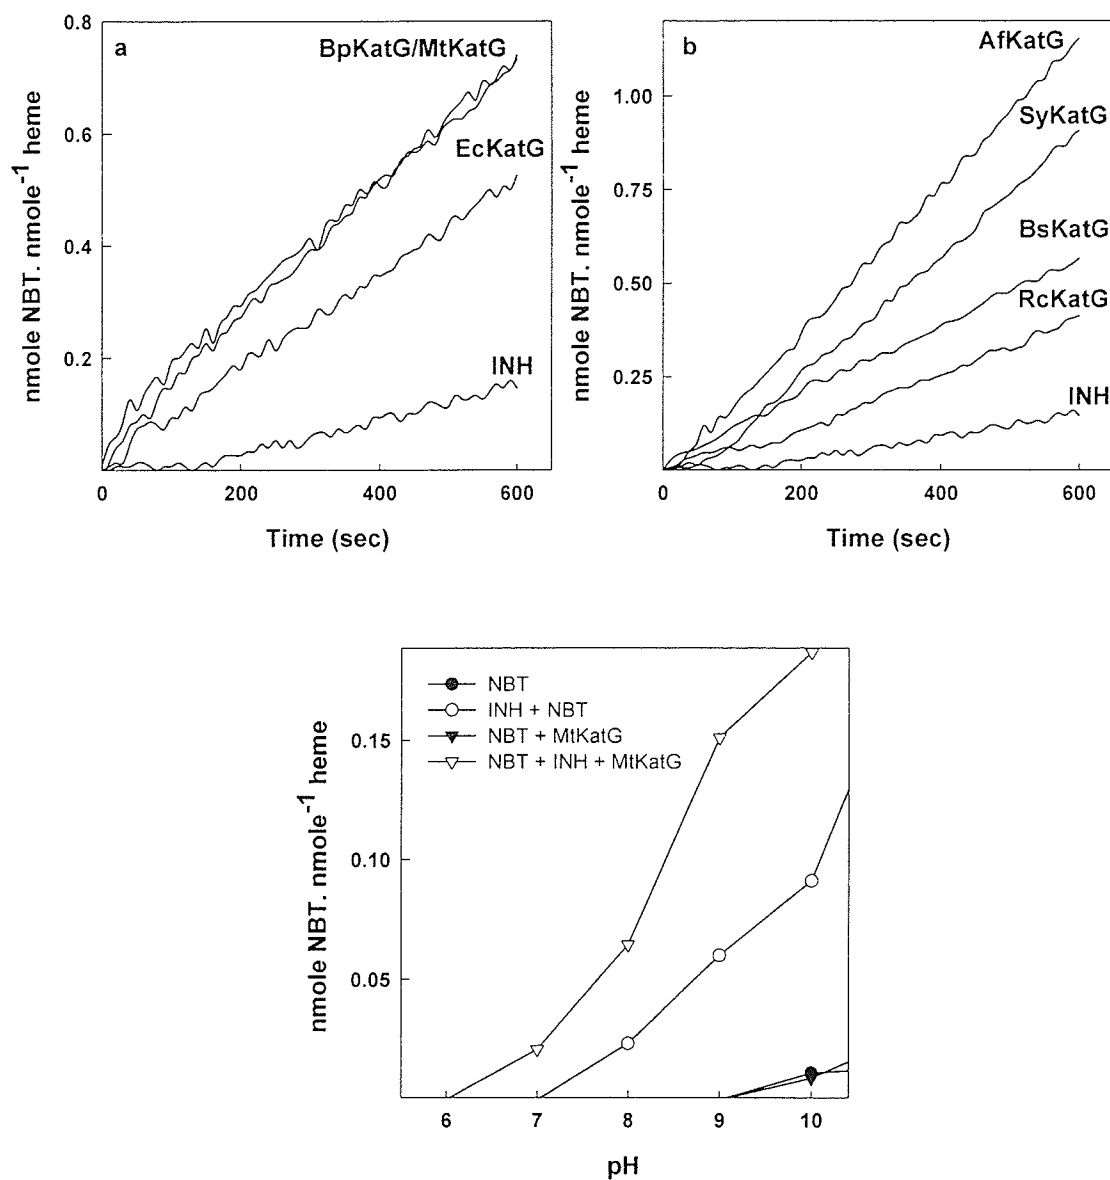 a
BpKatG/MtKatG
EcKatG
INH
0.8
0.6
0.4
0.2
0
200
400
600
Time (sec)
nmole NBT. nmole-1 heme
b
AfKatG
SyKatG
BsKatG
RcKatG
INH
1.00
0.75
0.50
0.25
0
200
400
600
Time (sec)
nmole NBT. nmole-1 heme
NBT
INH + NBT
NBT + MtKatG
NBT + INH + MtKatG
0.15
0.10
0.05
6
7
8
9
10
pH
nmole NBT. nmole-1 heme